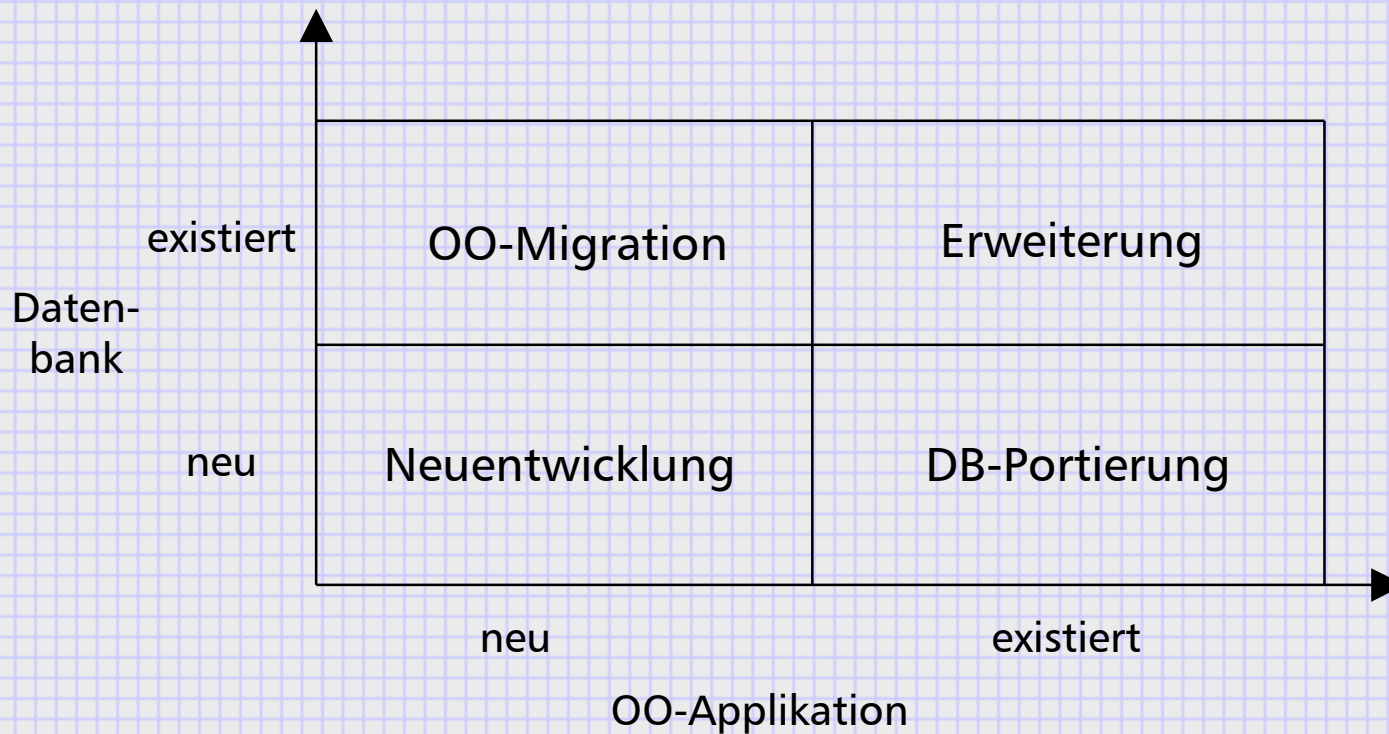 existiert
OO-Migration
Erweiterung
Daten-
bank
neu
Neuentwicklung
DB-Portierung
neu
existiert
OO-Applikation